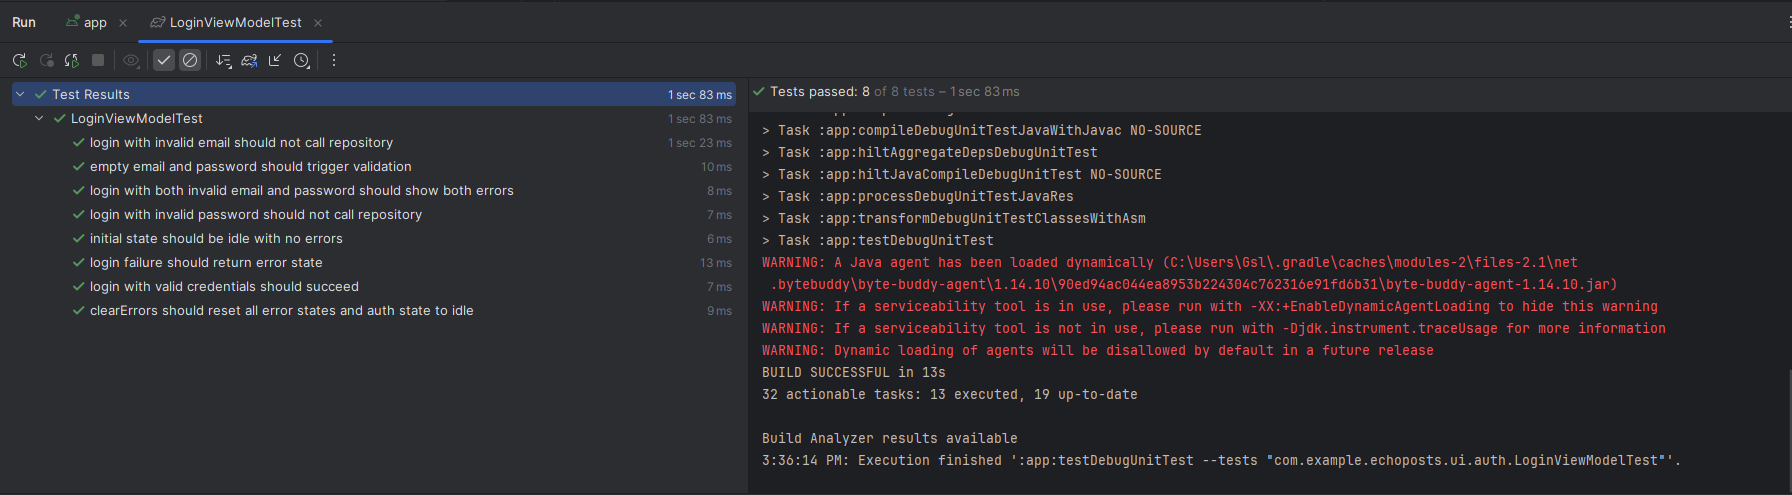 Run
app
LoginViewModelTest
Test Results 1 sec 83 ms
LoginViewModelTest 1 sec 83 ms
login with invalid email should not call repository 1 sec 23 ms
empty email and password should trigger validation 10 ms
login with both invalid email and password should show both errors 8 ms
login with invalid password should not call repository 7 ms
initial state should be idle with no errors 6 ms
login failure should return error state 13 ms
login with valid credentials should succeed 7 ms
clearErrors should reset all error states and auth state to idle 9 ms
Tests passed: 8 of 8 tests – 1 sec 83 ms
> Task :app:compileDebugUnitTestJavaWithJavac NO-SOURCE
> Task :app:hiltAggregateDepsDebugUnitTest
> Task :app:hiltJavaCompileDebugUnitTest NO-SOURCE
> Task :app:processDebugUnitTestJavaRes
> Task :app:transformDebugUnitTestClassesWithAsm
> Task :app:testDebugUnitTest
WARNING: A Java agent has been loaded dynamically (C:\Users\Gsl\.gradle\caches\modules-2\files-2.1\net
.bytebuddy\byte-buddy-agent\1.14.10\90ed94ac044ea8953b224304c762316e91fd6b31\byte-buddy-agent-1.14.10.jar)
WARNING: If a serviceability tool is in use, please run with -XX:+EnableDynamicAgentLoading to hide this warning
WARNING: If a serviceability tool is not in use, please run with -Djdk.instrument.traceUsage for more information
WARNING: Dynamic loading of agents will be disallowed by default in a future release
BUILD SUCCESSFUL in 13s
32 actionable tasks: 13 executed, 19 up-to-date
Build Analyzer results available
3:36:14 PM: Execution finished ':app:testDebugUnitTest --tests "com.example.echoposts.ui.auth.LoginViewModelTest"'.